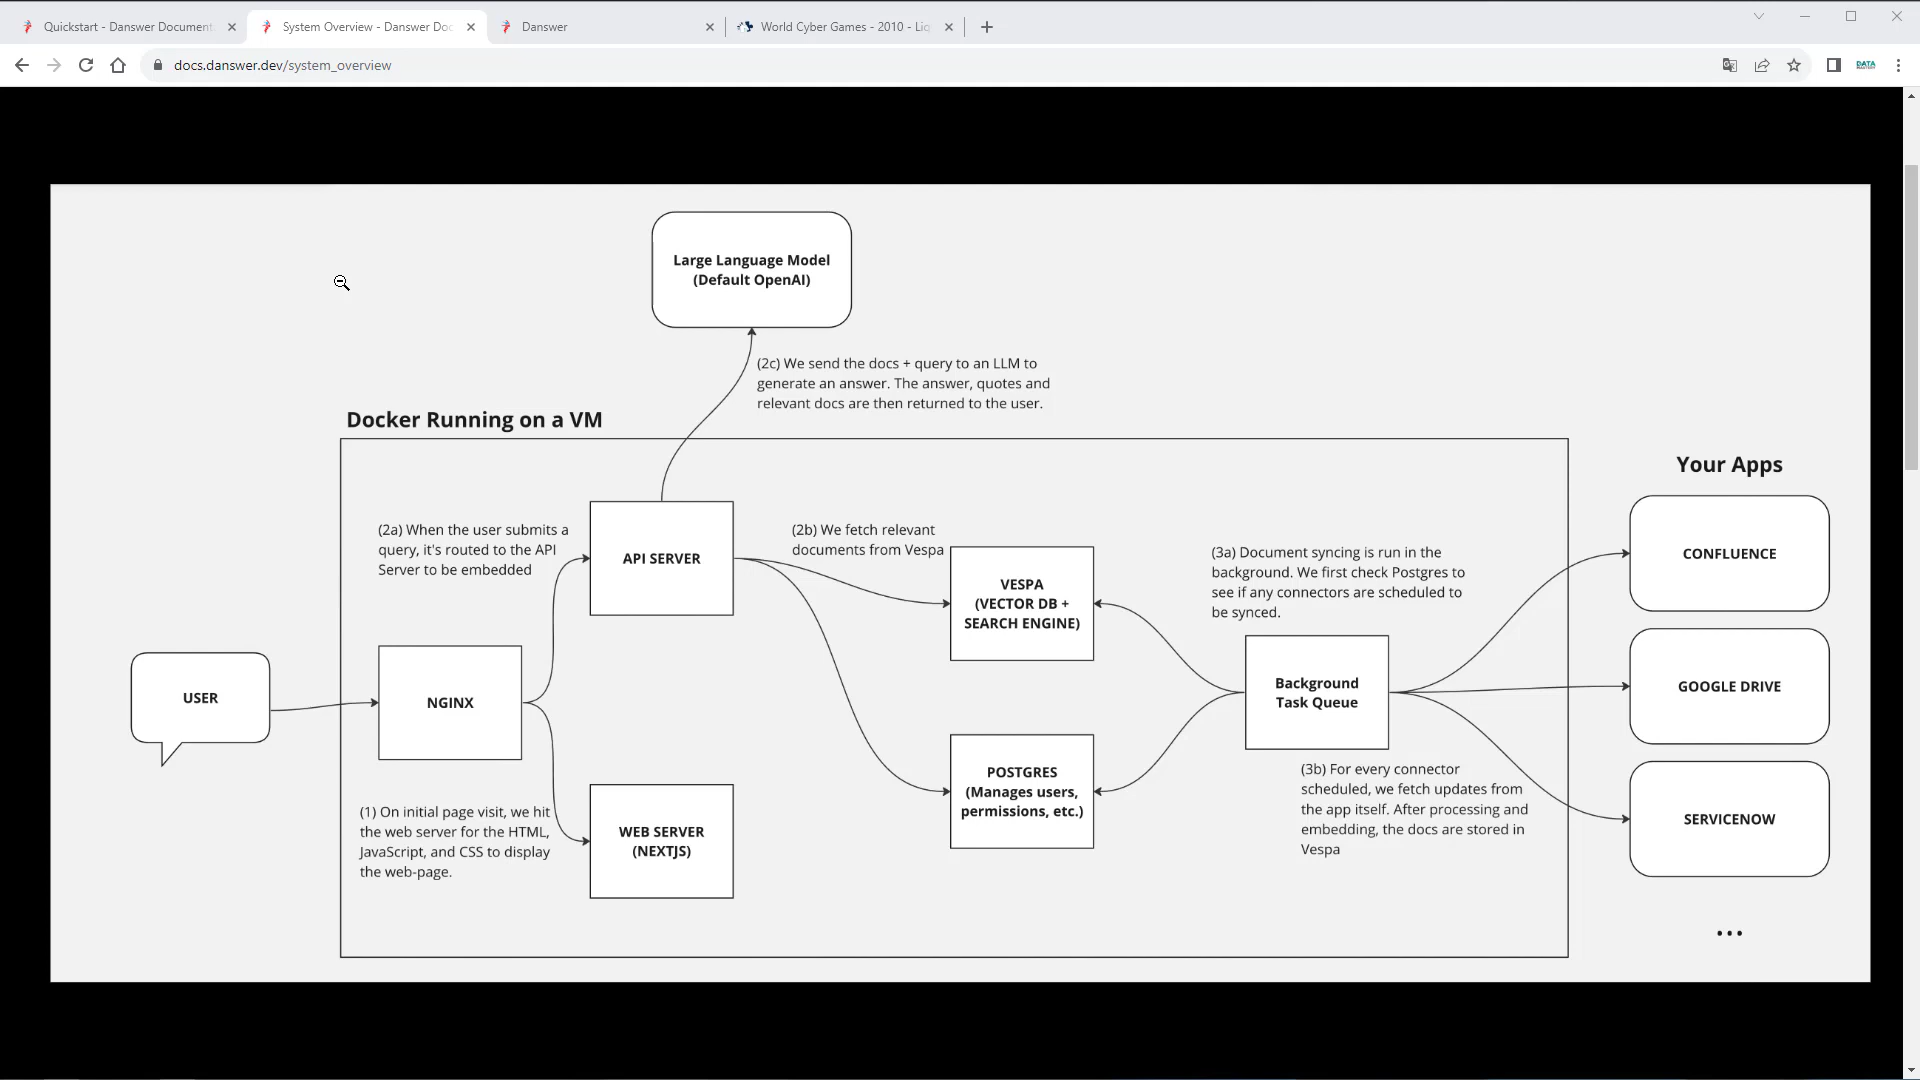 Quickstart - Danswer Document
System Overview - Danswer Doc
Danswer
World Cyber Games - 2010 - Liq
docs.danswer.dev/system_overview
DATA
Large Language Model
(Default OpenAI)
(2c) We send the docs + query to an LLM to
generate an answer. The answer, quotes and
relevant docs are then returned to the user.
Docker Running on a VM
Your Apps
(2a) When the user submits a
query, it's routed to the API
Server to be embedded
API SERVER
(2b) We fetch relevant
documents from Vespa
VESPA
(VECTOR DB +
SEARCH ENGINE)
(3a) Document syncing is run in the
background. We first check Postgres to
see if any connectors are scheduled to
be synced.
CONFLUENCE
USER
NGINX
Background
Task Queue
GOOGLE DRIVE
(1) On initial page visit, we hit
the web server for the HTML,
JavaScript, and CSS to display
the web-page.
WEB SERVER
(NEXTJS)
POSTGRES
(Manages users,
permissions, etc.)
(3b) For every connector
scheduled, we fetch updates from
the app itself. After processing and
embedding, the docs are stored in
Vespa
SERVICENOW
...